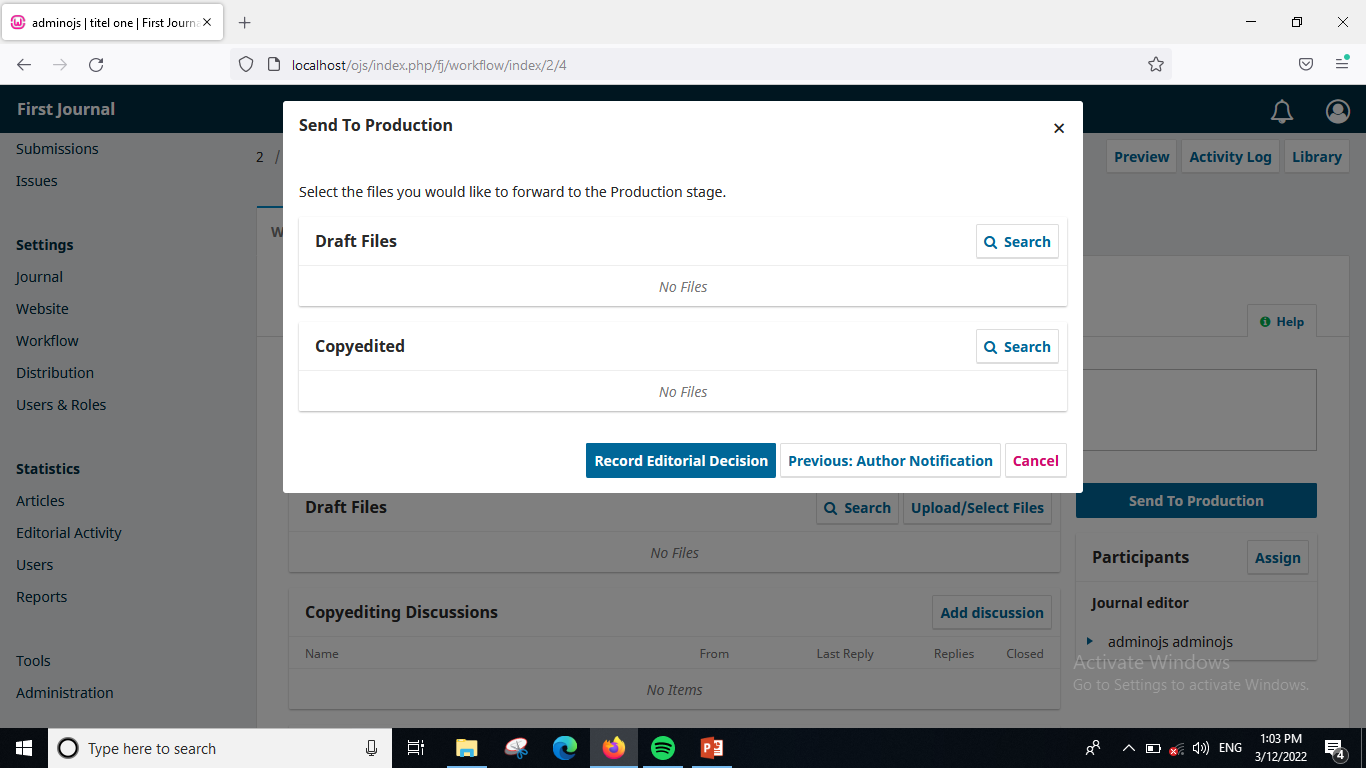 adminojs | titel one | First Journa
localhost/ojs/index.php/fj/workflow/index/2/4
First Journal
Submissions
Issues
Settings
Journal
Website
Workflow
Distribution
Users & Roles
Statistics
Articles
Editorial Activity
Users
Reports
Tools
Administration
2 /
Preview
Activity Log
Library
W
Help
Send To Production
Select the files you would like to forward to the Production stage.
Draft Files
Search
No Files
Copyedited
Search
No Files
Record Editorial Decision
Previous: Author Notification
Cancel
Draft Files
Search
Upload/Select Files
No Files
Copyediting Discussions
Add discussion
Name From Last Reply Replies Closed
No Items
Send To Production
Participants
Assign
Journal editor
adminojs adminojs
Activate Windows
Go to Settings to activate Windows.
Type here to search
ENG
1:03 PM
3/12/2022
4